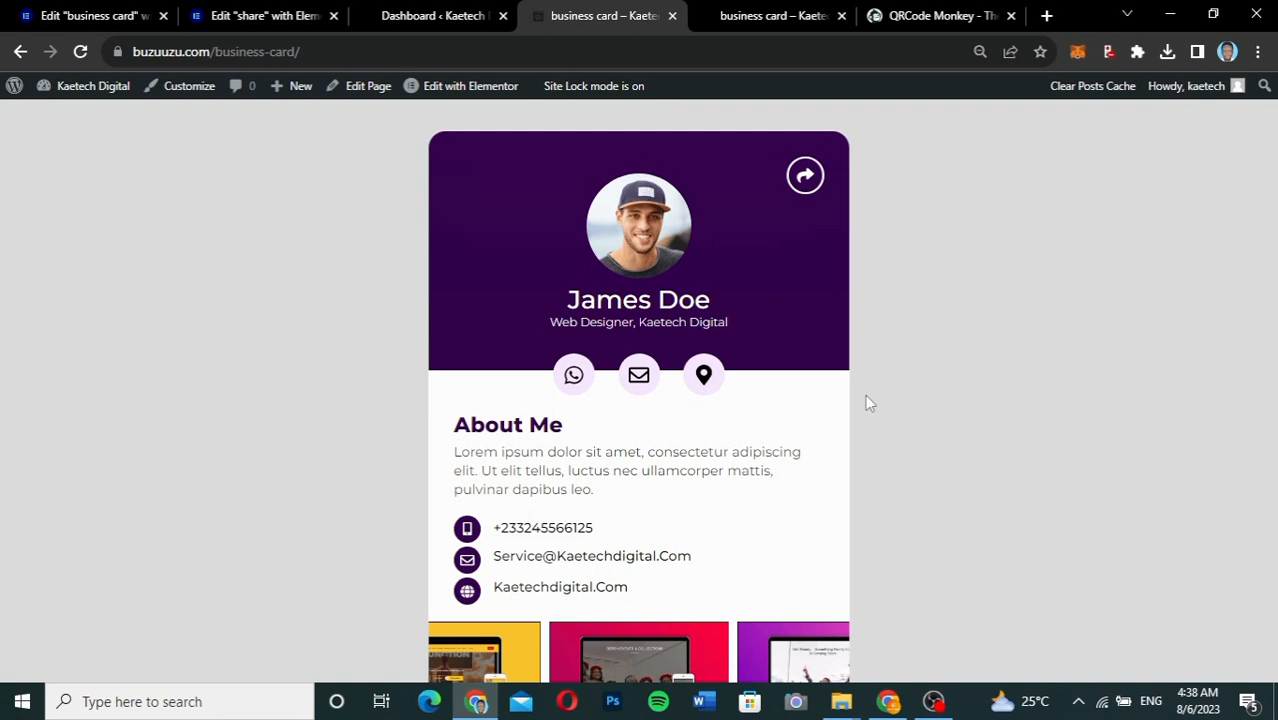 Edit "business card" w
Edit "share" with Elem
Dashboard ‹ Kaetech
business card – Kaete
business card – Kaetec
QRCode Monkey - The
buzuuzu.com/business-card/
Kaetech Digital
Customize
0
New
Edit Page
Edit with Elementor
Site Lock mode is on
Clear Posts Cache
Howdy, kaetech
James Doe
Web Designer, Kaetech Digital
About Me
Lorem ipsum dolor sit amet, consectetur adipiscing
elit. Ut elit tellus, luctus nec ullamcorper mattis,
pulvinar dapibus leo.
+233245566125
Service@Kaetechdigital.Com
Kaetechdigital.Com
Type here to search
25°C
ENG
4:38 AM
8/6/2023
5